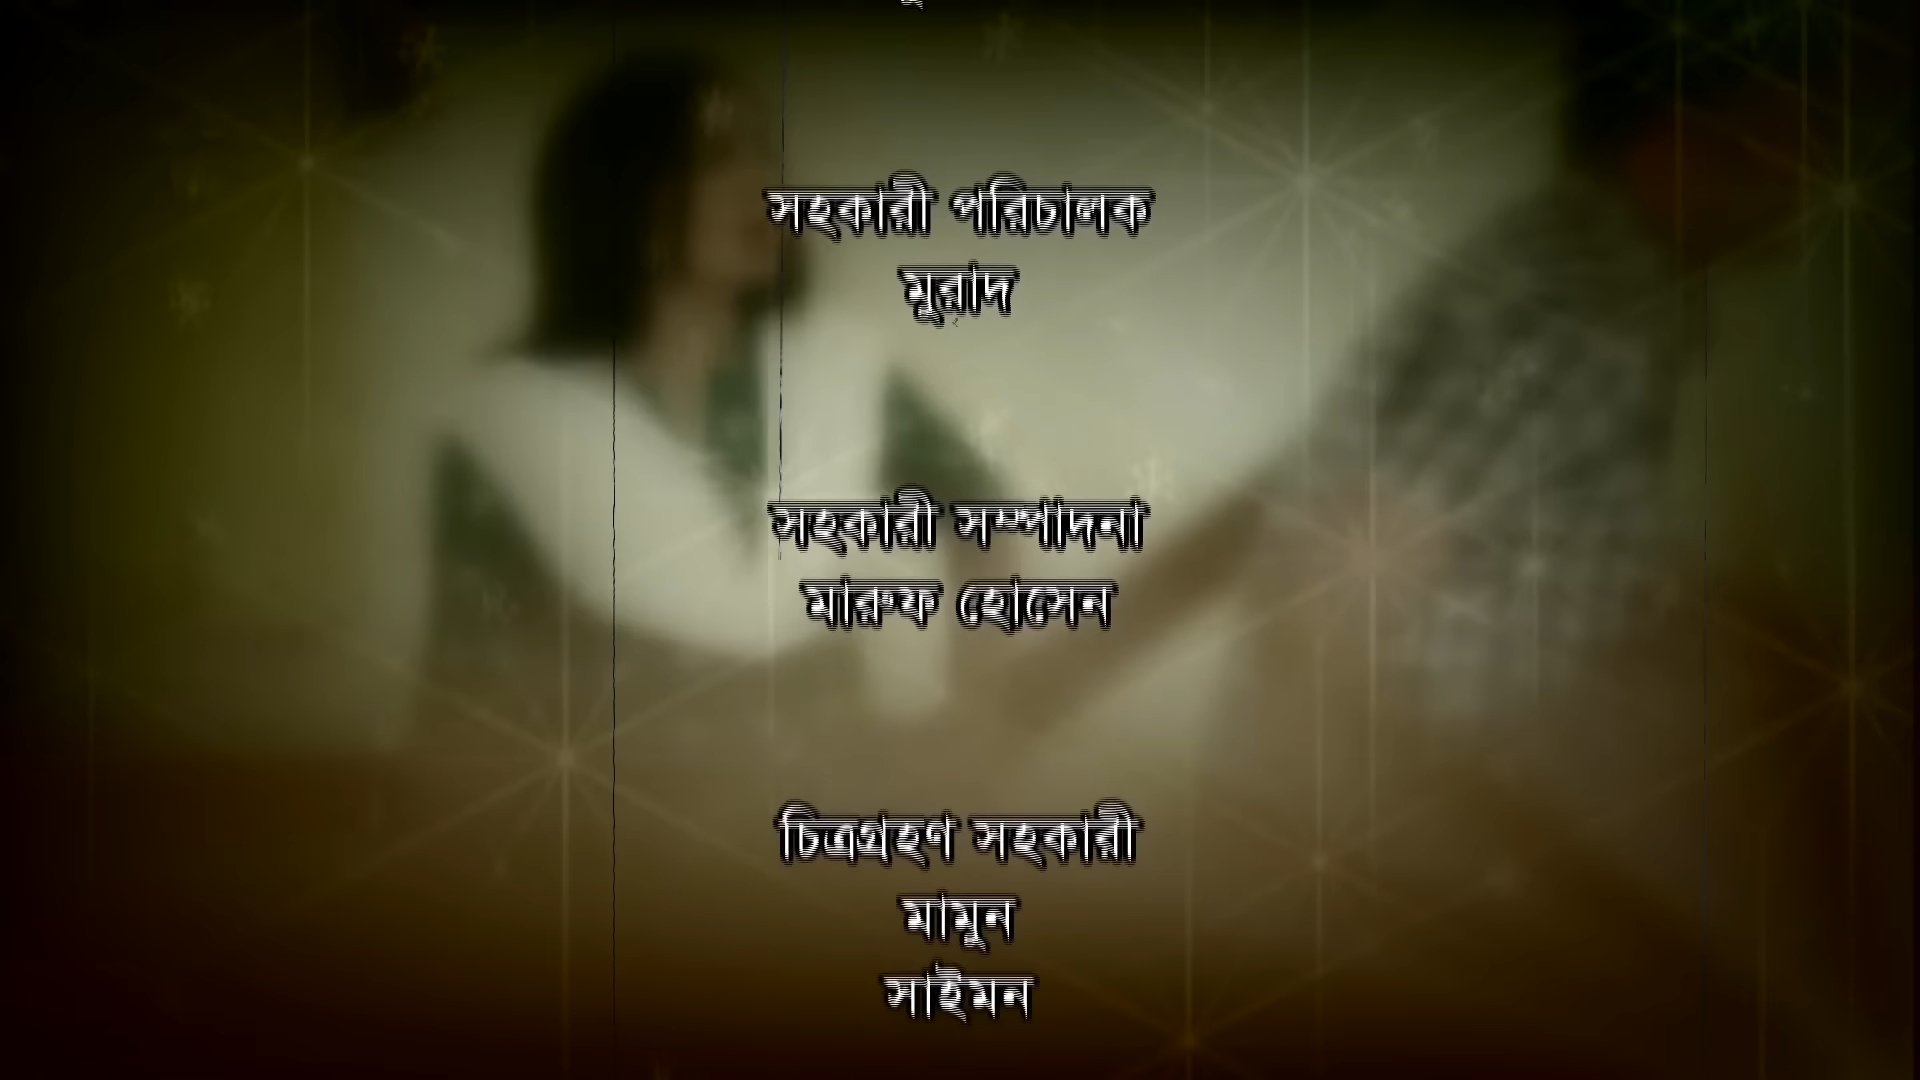 সহকারী পরিচালক
মুরাদ
সহকারী সম্পাদনা
মারুফ হোসেন
চিত্রগ্রহণ সহকারী
মামুন
সাইমন